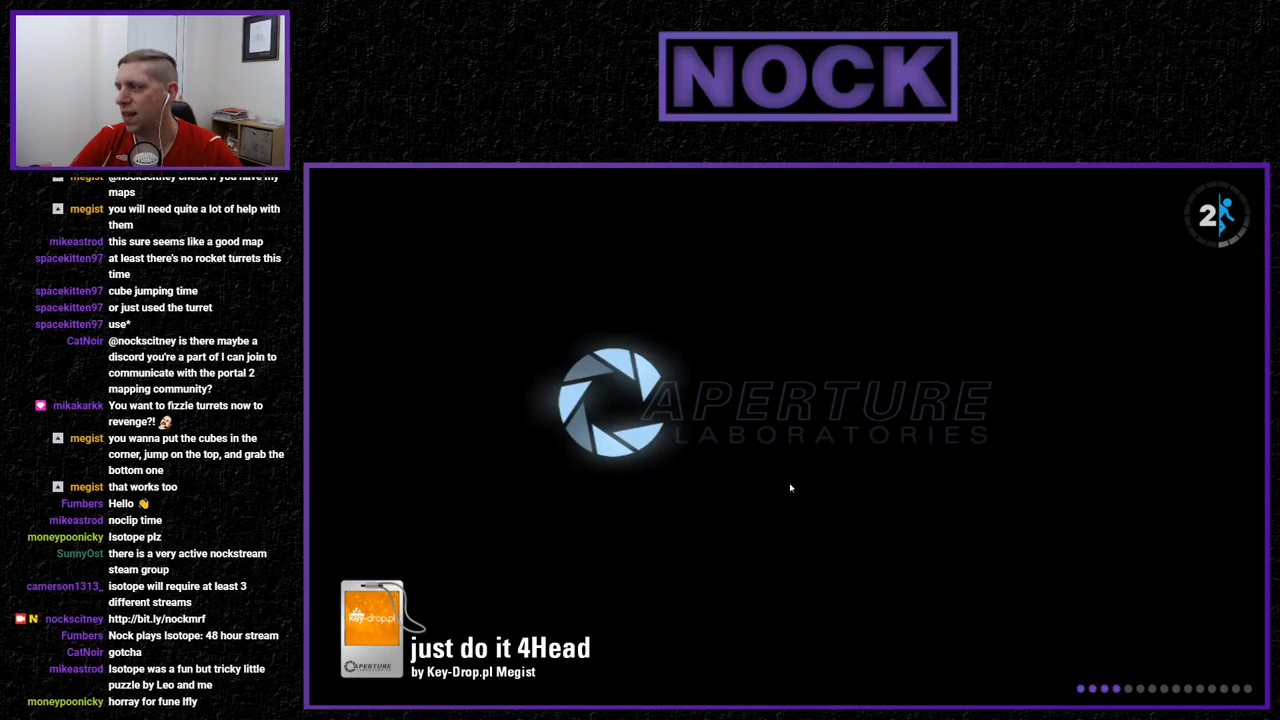 NOCK
megist @nockscitney check if you have my
maps
megist you will need quite a lot of help with
them
mikeastrod this sure seems like a good map
spacekitten97 at least there's no rocket turrets this
time
spacekitten97 cube jumping time
spacekitten97 or just used the turret
spacekitten97 use*
CatNoir @nockscitney is there maybe a
discord you're a part of I can join to
communicate with the portal 2
mapping community?
mikakarkk You want to fizzle turrets now to
revenge?!
megist you wanna put the cubes in the
corner, jump on the top, and grab the
bottom one
megist that works too
Fumbers Hello
mikeastrod noclip time
moneypoonicky Isotope plz
SunnyOst there is a very active nockstream
steam group
camerson1313_ isotope will require at least 3
different streams
N nockscitney http://bit.ly/nockmrf
Fumbers Nock plays Isotope: 48 hour stream
CatNoir gotcha
mikeastrod Isotope was a fun but tricky little
puzzle by Leo and me
moneypoonicky horray for fune lfly
2
APERTURE
LABORATORIES
key-drop.pl
APERTURE
just do it 4Head
by Key-Drop.pl Megist